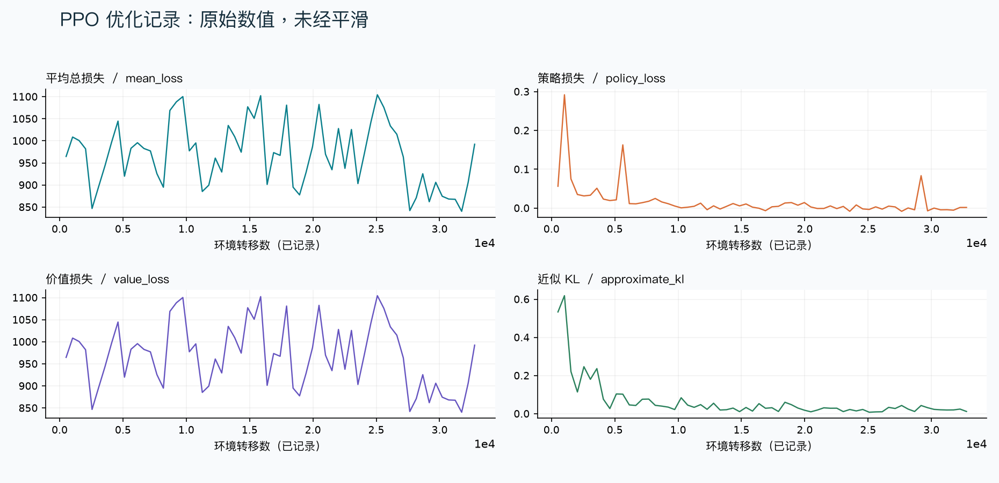 PPO 优化记录：原始数值，未经平滑
平均总损失 / mean_loss
1100
1050
1000
950
900
850
0.0 0.5 1.0 1.5 2.0 2.5 3.0
1e4
环境转移数（已记录）
策略损失 / policy_loss
0.3
0.2
0.1
0.0
0.0 0.5 1.0 1.5 2.0 2.5 3.0
1e4
环境转移数（已记录）
价值损失 / value_loss
1100
1050
1000
950
900
850
0.0 0.5 1.0 1.5 2.0 2.5 3.0
1e4
环境转移数（已记录）
近似 KL / approximate_kl
0.6
0.4
0.2
0.0
0.0 0.5 1.0 1.5 2.0 2.5 3.0
1e4
环境转移数（已记录）